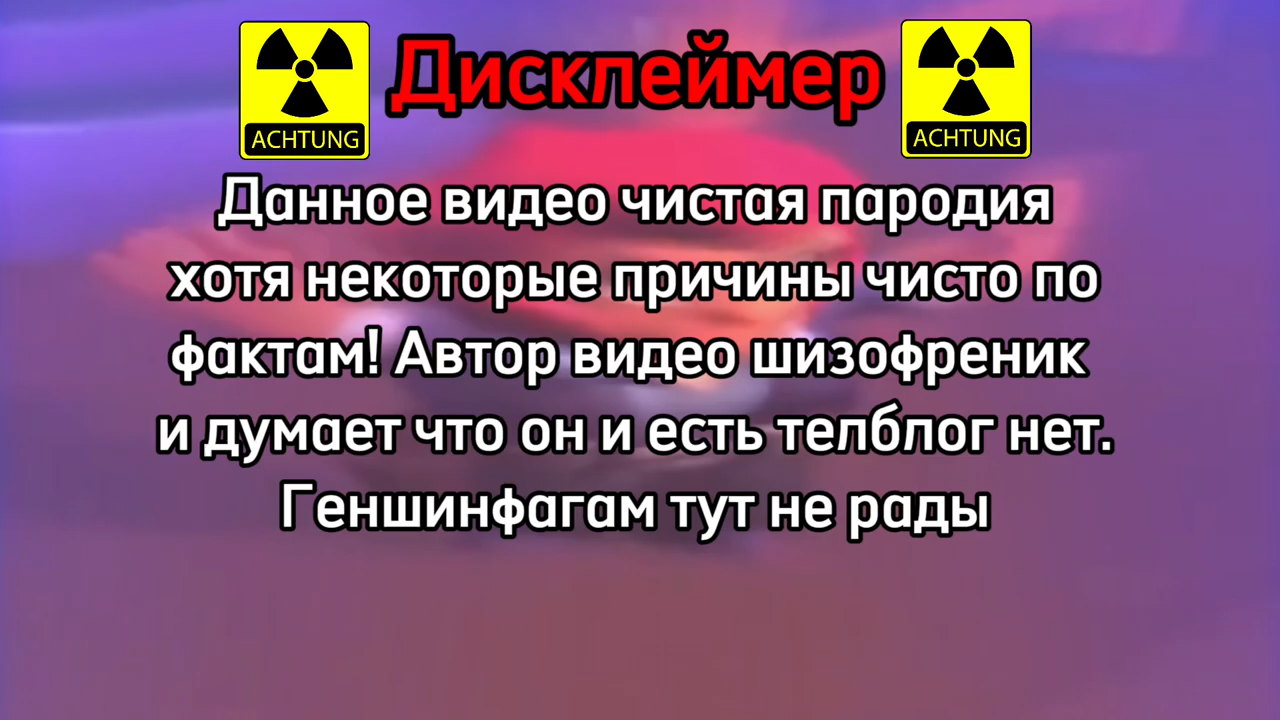 Дисклеймер
ACHTUNG
ACHTUNG
Данное видео чистая пародия
хотя некоторые причины чисто по
фактам! Автор видео шизофреник
и думает что он и есть телблог нет.
Геншинфагам тут не рады